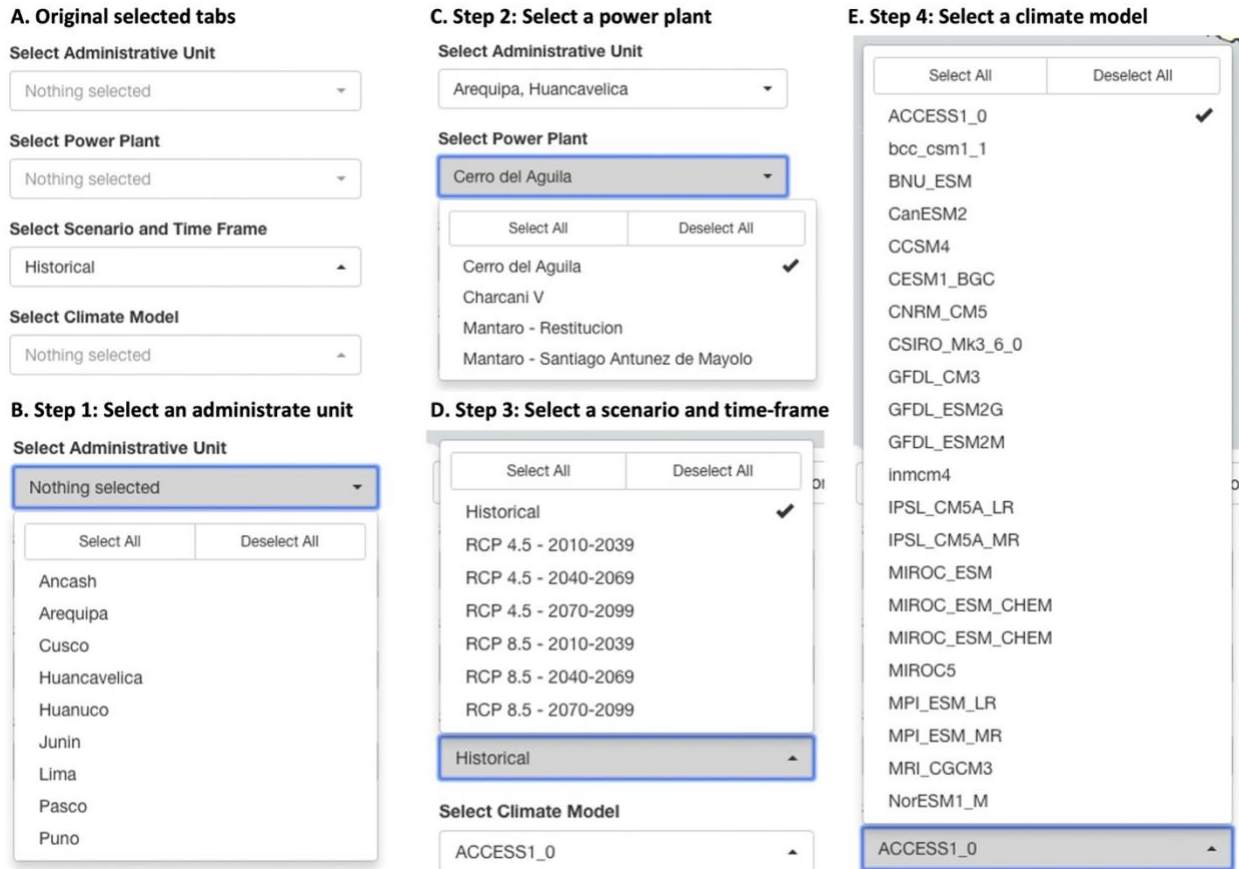 A. Original selected tabs
Select Administrative Unit
Nothing selected
Select Power Plant
Nothing selected
Select Scenario and Time Frame
Historical
Select Climate Model
Nothing selected
B. Step 1: Select an administrate unit
Select Administrative Unit
Nothing selected
Select All
Deselect All
Ancash
Arequipa
Cusco
Huancavelica
Huanuco
Junin
Lima
Pasco
Puno
C. Step 2: Select a power plant
Select Administrative Unit
Arequipa, Huancavelica
Select Power Plant
Cerro del Aguila
Select All
Deselect All
Cerro del Aguila
Charcani V
Mantaro - Restitucion
Mantaro - Santiago Antunez de Mayolo
D. Step 3: Select a scenario and time-frame
Select All
Deselect All
Historical
RCP 4.5 - 2010-2039
RCP 4.5 - 2040-2069
RCP 4.5 - 2070-2099
RCP 8.5 - 2010-2039
RCP 8.5 - 2040-2069
RCP 8.5 - 2070-2099
Historical
Select Climate Model
ACCESS1_0
E. Step 4: Select a climate model
Select All
Deselect All
ACCESS1_0
bcc_csm1_1
BNU_ESM
CanESM2
CCSM4
CESM1_BGC
CNRM_CM5
CSIRO_Mk3_6_0
GFDL_CM3
GFDL_ESM2G
GFDL_ESM2M
inmcm4
IPSL_CM5A_LR
IPSL_CM5A_MR
MIROC_ESM
MIROC_ESM_CHEM
MIROC_ESM_CHEM
MIROC5
MPI_ESM_LR
MPI_ESM_MR
MRI_CGCM3
NorESM1_M
ACCESS1_0